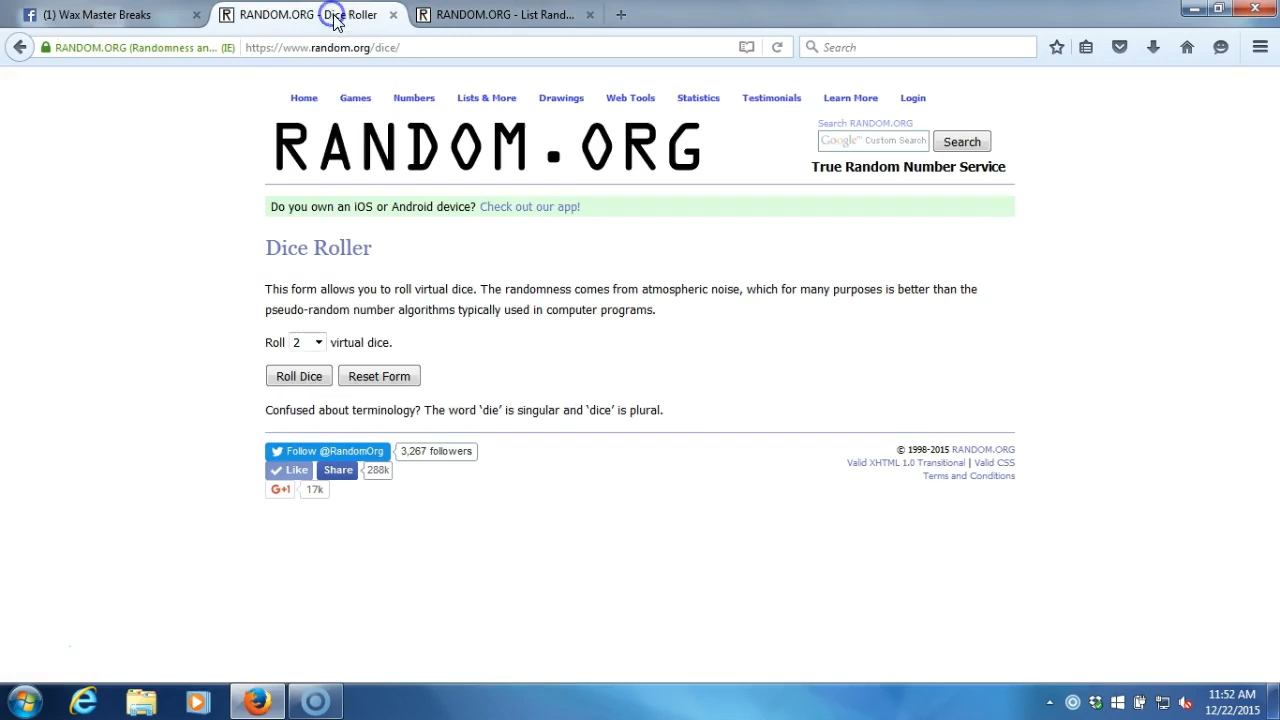 (1) Wax Master Breaks
RANDOM.ORG - Dice Roller
RANDOM.ORG - List Rand...
RANDOM.ORG (Randomness an... (IE)
https://www.random.org/dice/
Search
Home Games Numbers Lists & More Drawings Web Tools Statistics Testimonials Learn More Login
RANDOM.ORG
Search RANDOM.ORG
Google™ Custom Search
Search
True Random Number Service
Do you own an iOS or Android device? Check out our app!
Dice Roller
This form allows you to roll virtual dice. The randomness comes from atmospheric noise, which for many purposes is better than the
pseudo-random number algorithms typically used in computer programs.
Roll 2 virtual dice.
Roll Dice Reset Form
Confused about terminology? The word ‘die’ is singular and ‘dice’ is plural.
Follow @RandomOrg 3,267 followers
Like Share 288k
G+1 17k
© 1998-2015 RANDOM.ORG
Valid XHTML 1.0 Transitional | Valid CSS
Terms and Conditions
11:52 AM
12/22/2015